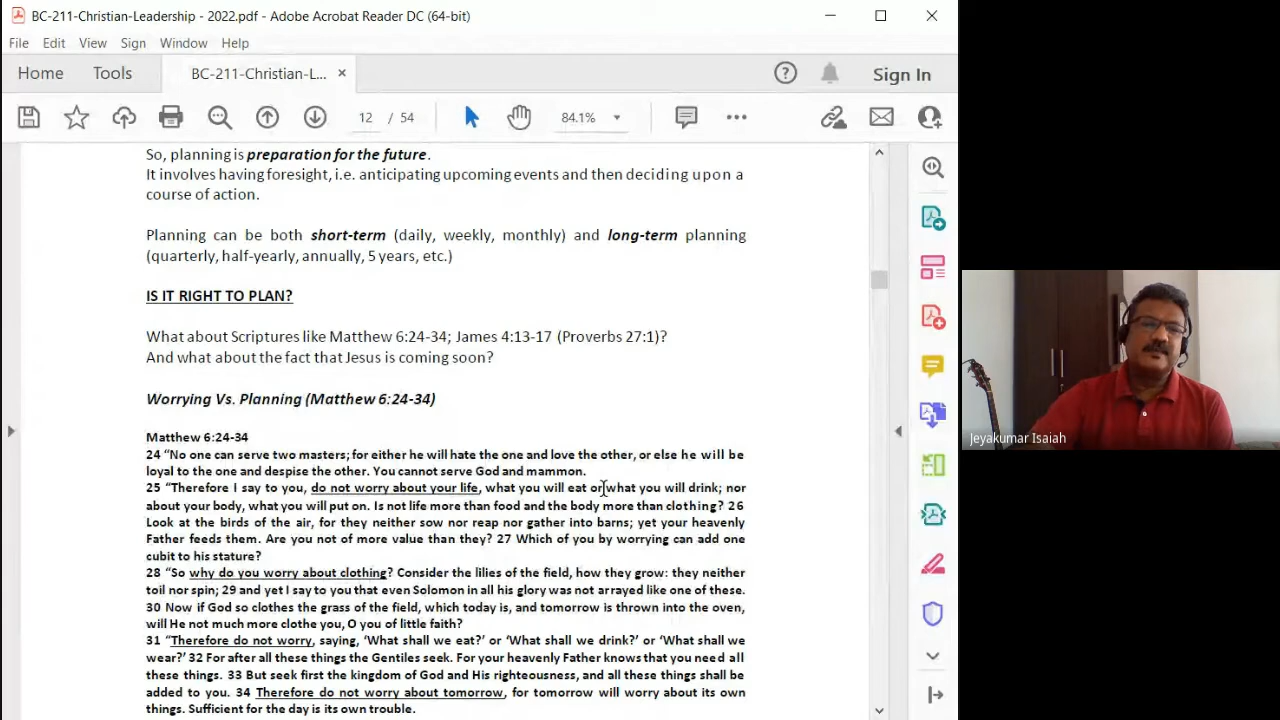 BC-211-Christian-Leadership - 2022.pdf - Adobe Acrobat Reader DC (64-bit)
File Edit View Sign Window Help
Home Tools BC-211-Christian-L... × Sign In
12 / 54 84.1%
So, planning is preparation for the future.
It involves having foresight, i.e. anticipating upcoming events and then deciding upon a
course of action.
Planning can be both short-term (daily, weekly, monthly) and long-term planning
(quarterly, half-yearly, annually, 5 years, etc.)
IS IT RIGHT TO PLAN?
What about Scriptures like Matthew 6:24-34; James 4:13-17 (Proverbs 27:1)?
And what about the fact that Jesus is coming soon?
Worrying Vs. Planning (Matthew 6:24-34)
Matthew 6:24-34
24 “No one can serve two masters; for either he will hate the one and love the other, or else he will be
loyal to the one and despise the other. You cannot serve God and mammon.
25 “Therefore I say to you, do not worry about your life, what you will eat or what you will drink; nor
about your body, what you will put on. Is not life more than food and the body more than clothing? 26
Look at the birds of the air, for they neither sow nor reap nor gather into barns; yet your heavenly
Father feeds them. Are you not of more value than they? 27 Which of you by worrying can add one
cubit to his stature?
28 “So why do you worry about clothing? Consider the lilies of the field, how they grow: they neither
toil nor spin; 29 and yet I say to you that even Solomon in all his glory was not arrayed like one of these.
30 Now if God so clothes the grass of the field, which today is, and tomorrow is thrown into the oven,
will He not much more clothe you, O you of little faith?
31 “Therefore do not worry, saying, ‘What shall we eat?’ or ‘What shall we drink?’ or ‘What shall we
wear?’ 32 For after all these things the Gentiles seek. For your heavenly Father knows that you need all
these things. 33 But seek first the kingdom of God and His righteousness, and all these things shall be
added to you. 34 Therefore do not worry about tomorrow, for tomorrow will worry about its own
things. Sufficient for the day is its own trouble.
Jeyakumar Isaiah